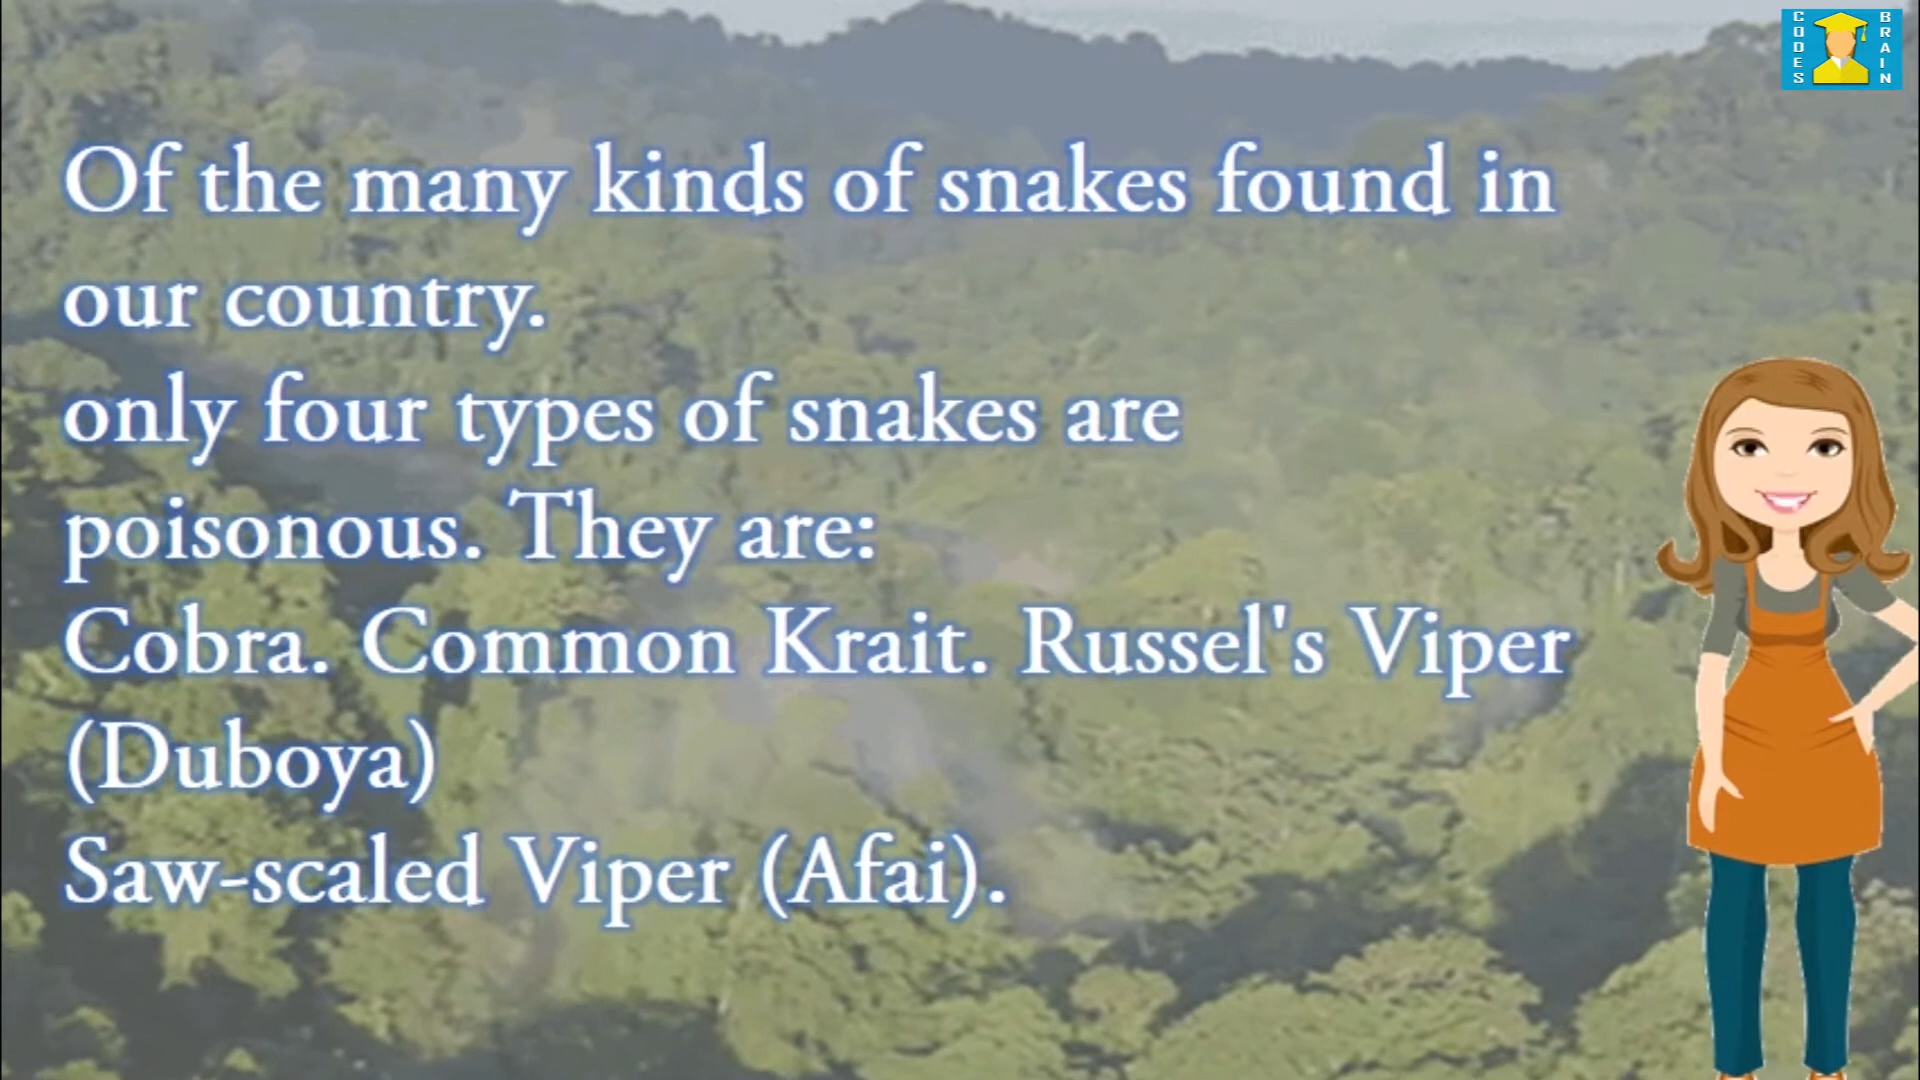 CODES BRAIN
Of the many kinds of snakes found in
our country.
only four types of snakes are
poisonous. They are:
Cobra. Common Krait. Russel's Viper
(Duboya)
Saw-scaled Viper (Afai).